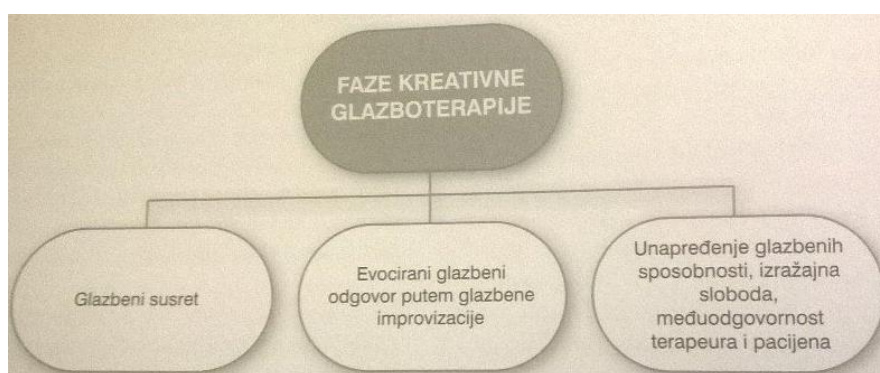 FAZE KREATIVNE
GLAZBOTERAPIJE
Glazbeni susret
Evocirani glazbeni
odgovor putem glazbene
improvizacije
Unapređenje glazbenih
sposobnosti, izražajna
sloboda,
međuodgovornost
terapeura i pacijena